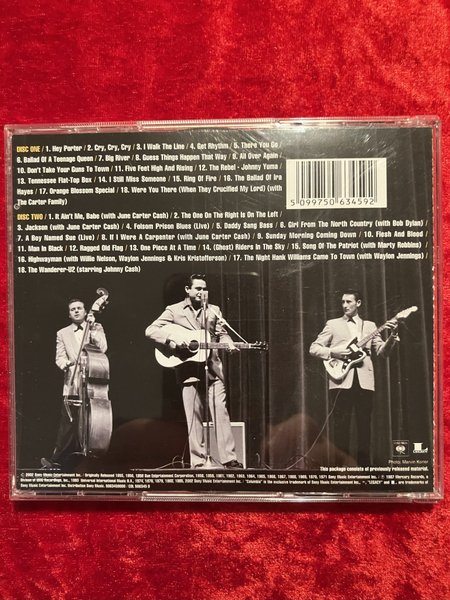 DISC ONE / 1. Hey Porter / 2. Cry, Cry, Cry / 3. I Walk The Line / 4. Get Rhythm / 5. There You Go
6. Ballad Of A Teenage Queen / 7. Big River / 8. Guess Things Happen That Way / 9. All Over Again
10. Don't Take Your Guns To Town / 11. Five Feet High And Rising / 12. The Rebel - Johnny Yuma
13. Tennessee Flat-Top Box / 14. I Still Miss Someone / 15. Ring Of Fire / 16. The Ballad Of Ira
Hayes / 17. Orange Blossom Special / 18. Were You There (When They Crucified My Lord) (with
The Carter Family)
5 099750 634592
DISC TWO / 1. It Ain't Me, Babe (with June Carter Cash) / 2. The One On The Right Is On The Left
3. Jackson (with June Carter Cash) / 4. Folsom Prison Blues (Live) / 5. Daddy Sang Bass / 6. Girl From The North Country (with Bob Dylan)
7. A Boy Named Sue (Live) / 8. If I Were A Carpenter (with June Carter Cash) / 9. Sunday Morning Coming Down / 10. Flesh And Blood
11. Man In Black / 12. Ragged Old Flag / 13. One Piece At A Time / 14. (Ghost) Riders In The Sky / 15. Song Of The Patriot (with Marty Robbins)
16. Highwayman (with Willie Nelson, Waylon Jennings & Kris Kristofferson) / 17. The Night Hank Williams Came To Town (with Waylon Jennings)
18. The Wanderer-U2 (starring Johnny Cash)
Photo: Marvin Koner
This package consists of previously released material.